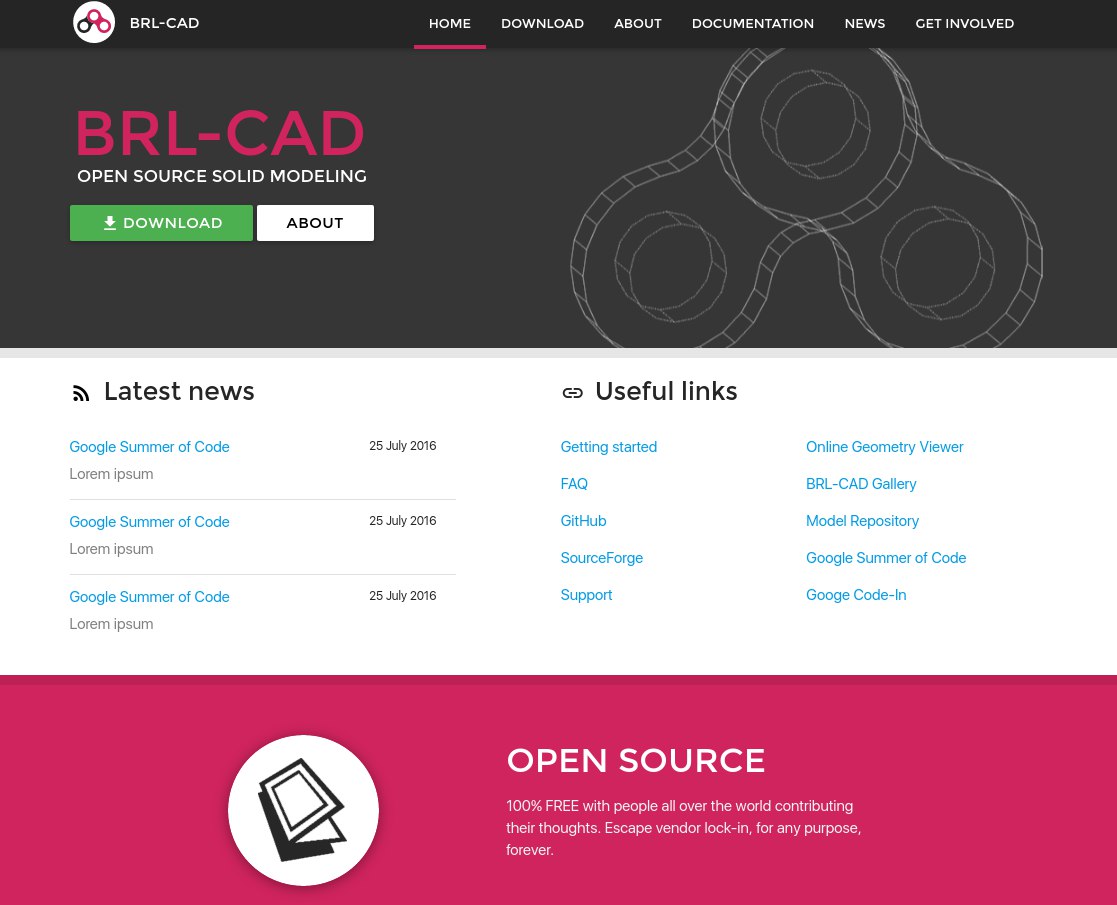 BRL-CAD
HOME DOWNLOAD ABOUT DOCUMENTATION NEWS GET INVOLVED
BRL-CAD
OPEN SOURCE SOLID MODELING
DOWNLOAD ABOUT
Latest news
Google Summer of Code 25 July 2016
Lorem ipsum
Google Summer of Code 25 July 2016
Lorem ipsum
Google Summer of Code 25 July 2016
Lorem ipsum
Useful links
Getting started Online Geometry Viewer
FAQ BRL-CAD Gallery
GitHub Model Repository
SourceForge Google Summer of Code
Support Googe Code-In
OPEN SOURCE
100% FREE with people all over the world contributing
their thoughts. Escape vendor lock-in, for any purpose,
forever.